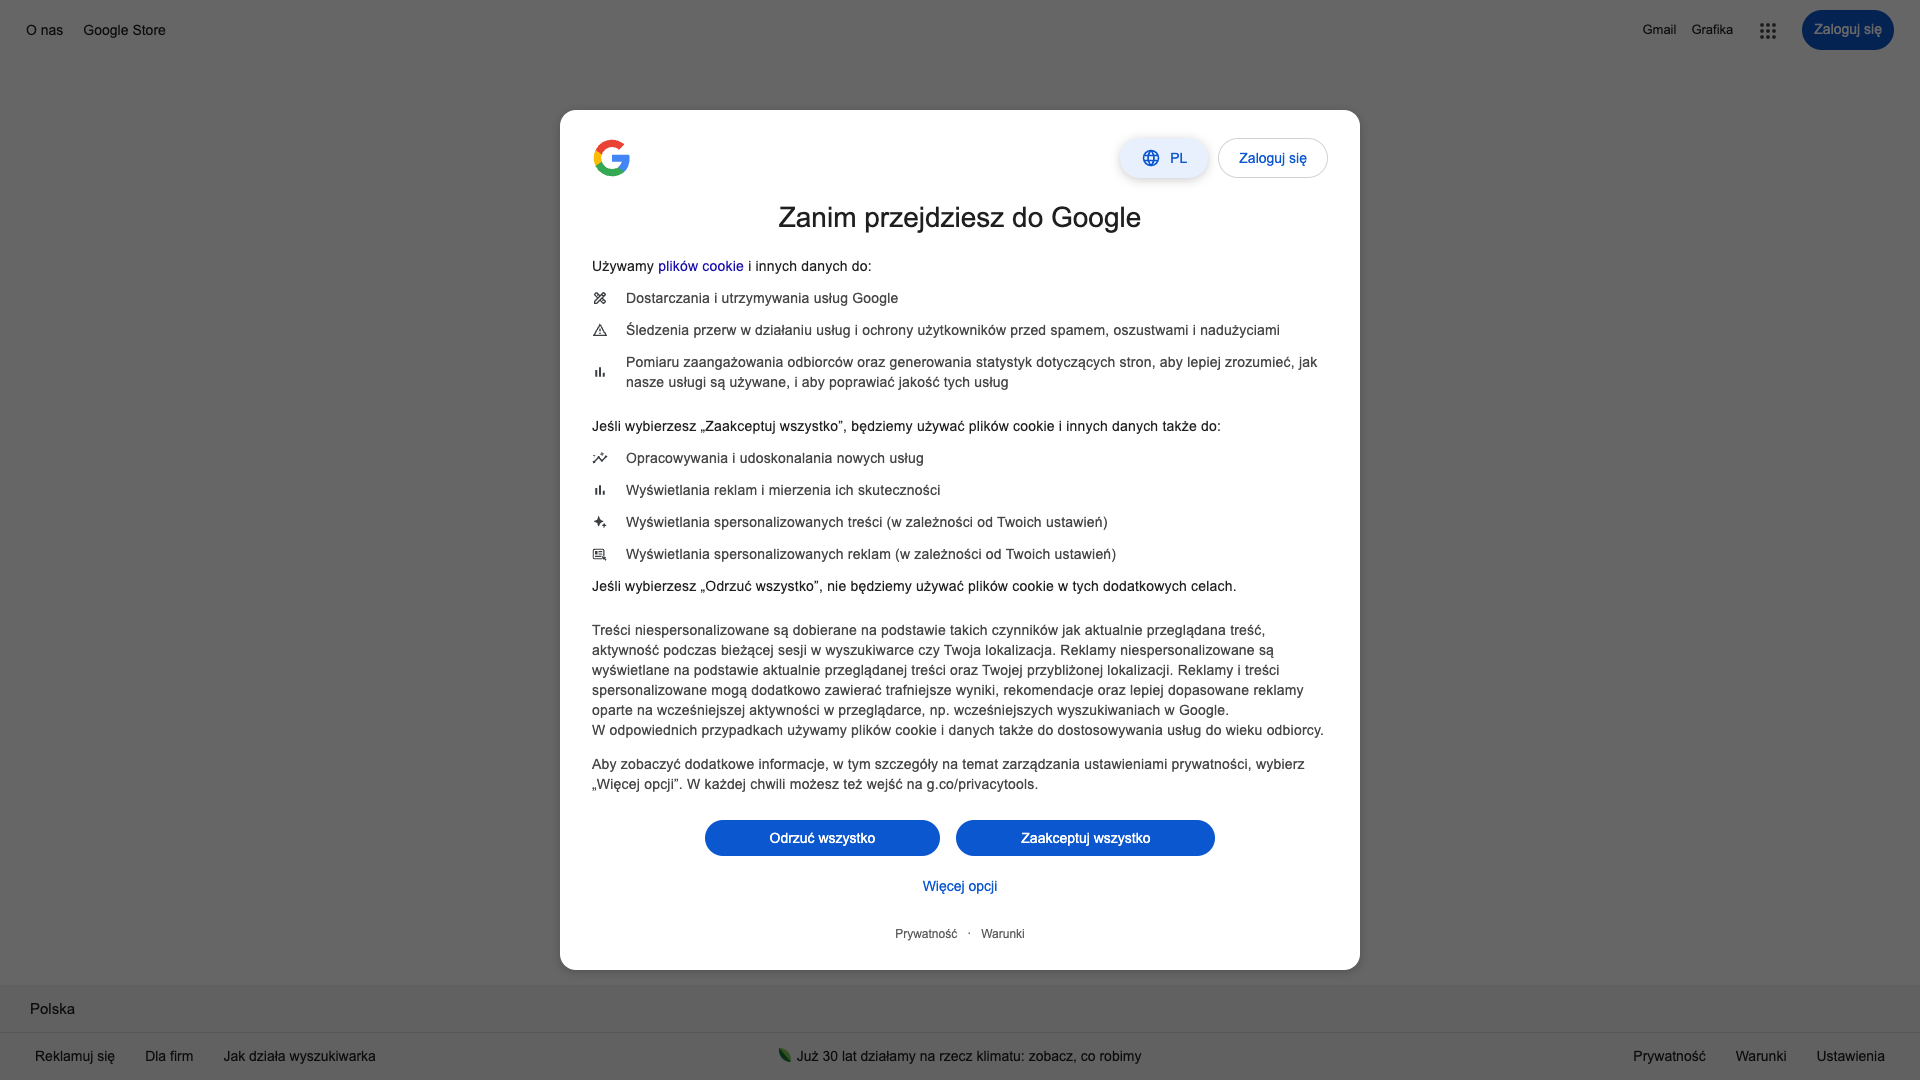 O nas Google Store Gmail Grafika Zaloguj się
PL Zaloguj się
Zanim przejdziesz do Google
Używamy plików cookie i innych danych do:
Dostarczania i utrzymywania usług Google
Śledzenia przerw w działaniu usług i ochrony użytkowników przed spamem, oszustwami i nadużyciami
Pomiaru zaangażowania odbiorców oraz generowania statystyk dotyczących stron, aby lepiej zrozumieć, jak
nasze usługi są używane, i aby poprawiać jakość tych usług
Jeśli wybierzesz „Zaakceptuj wszystko”, będziemy używać plików cookie i innych danych także do:
Opracowywania i udoskonalania nowych usług
Wyświetlania reklam i mierzenia ich skuteczności
Wyświetlania spersonalizowanych treści (w zależności od Twoich ustawień)
Wyświetlania spersonalizowanych reklam (w zależności od Twoich ustawień)
Jeśli wybierzesz „Odrzuć wszystko”, nie będziemy używać plików cookie w tych dodatkowych celach.
Treści niespersonalizowane są dobierane na podstawie takich czynników jak aktualnie przeglądana treść,
aktywność podczas bieżącej sesji w wyszukiwarce czy Twoja lokalizacja. Reklamy niespersonalizowane są
wyświetlane na podstawie aktualnie przeglądanej treści oraz Twojej przybliżonej lokalizacji. Reklamy i treści
spersonalizowane mogą dodatkowo zawierać trafniejsze wyniki, rekomendacje oraz lepiej dopasowane reklamy
oparte na wcześniejszej aktywności w przeglądarce, np. wcześniejszych wyszukiwaniach w Google.
W odpowiednich przypadkach używamy plików cookie i danych także do dostosowywania usług do wieku odbiorcy.
Aby zobaczyć dodatkowe informacje, w tym szczegóły na temat zarządzania ustawieniami prywatności, wybierz
„Więcej opcji”. W każdej chwili możesz też wejść na g.co/privacytools.
Odrzuć wszystko Zaakceptuj wszystko
Więcej opcji
Prywatność · Warunki
Polska
Reklamuj się Dla firm Jak działa wyszukiwarka Już 30 lat działamy na rzecz klimatu: zobacz, co robimy Prywatność Warunki Ustawienia